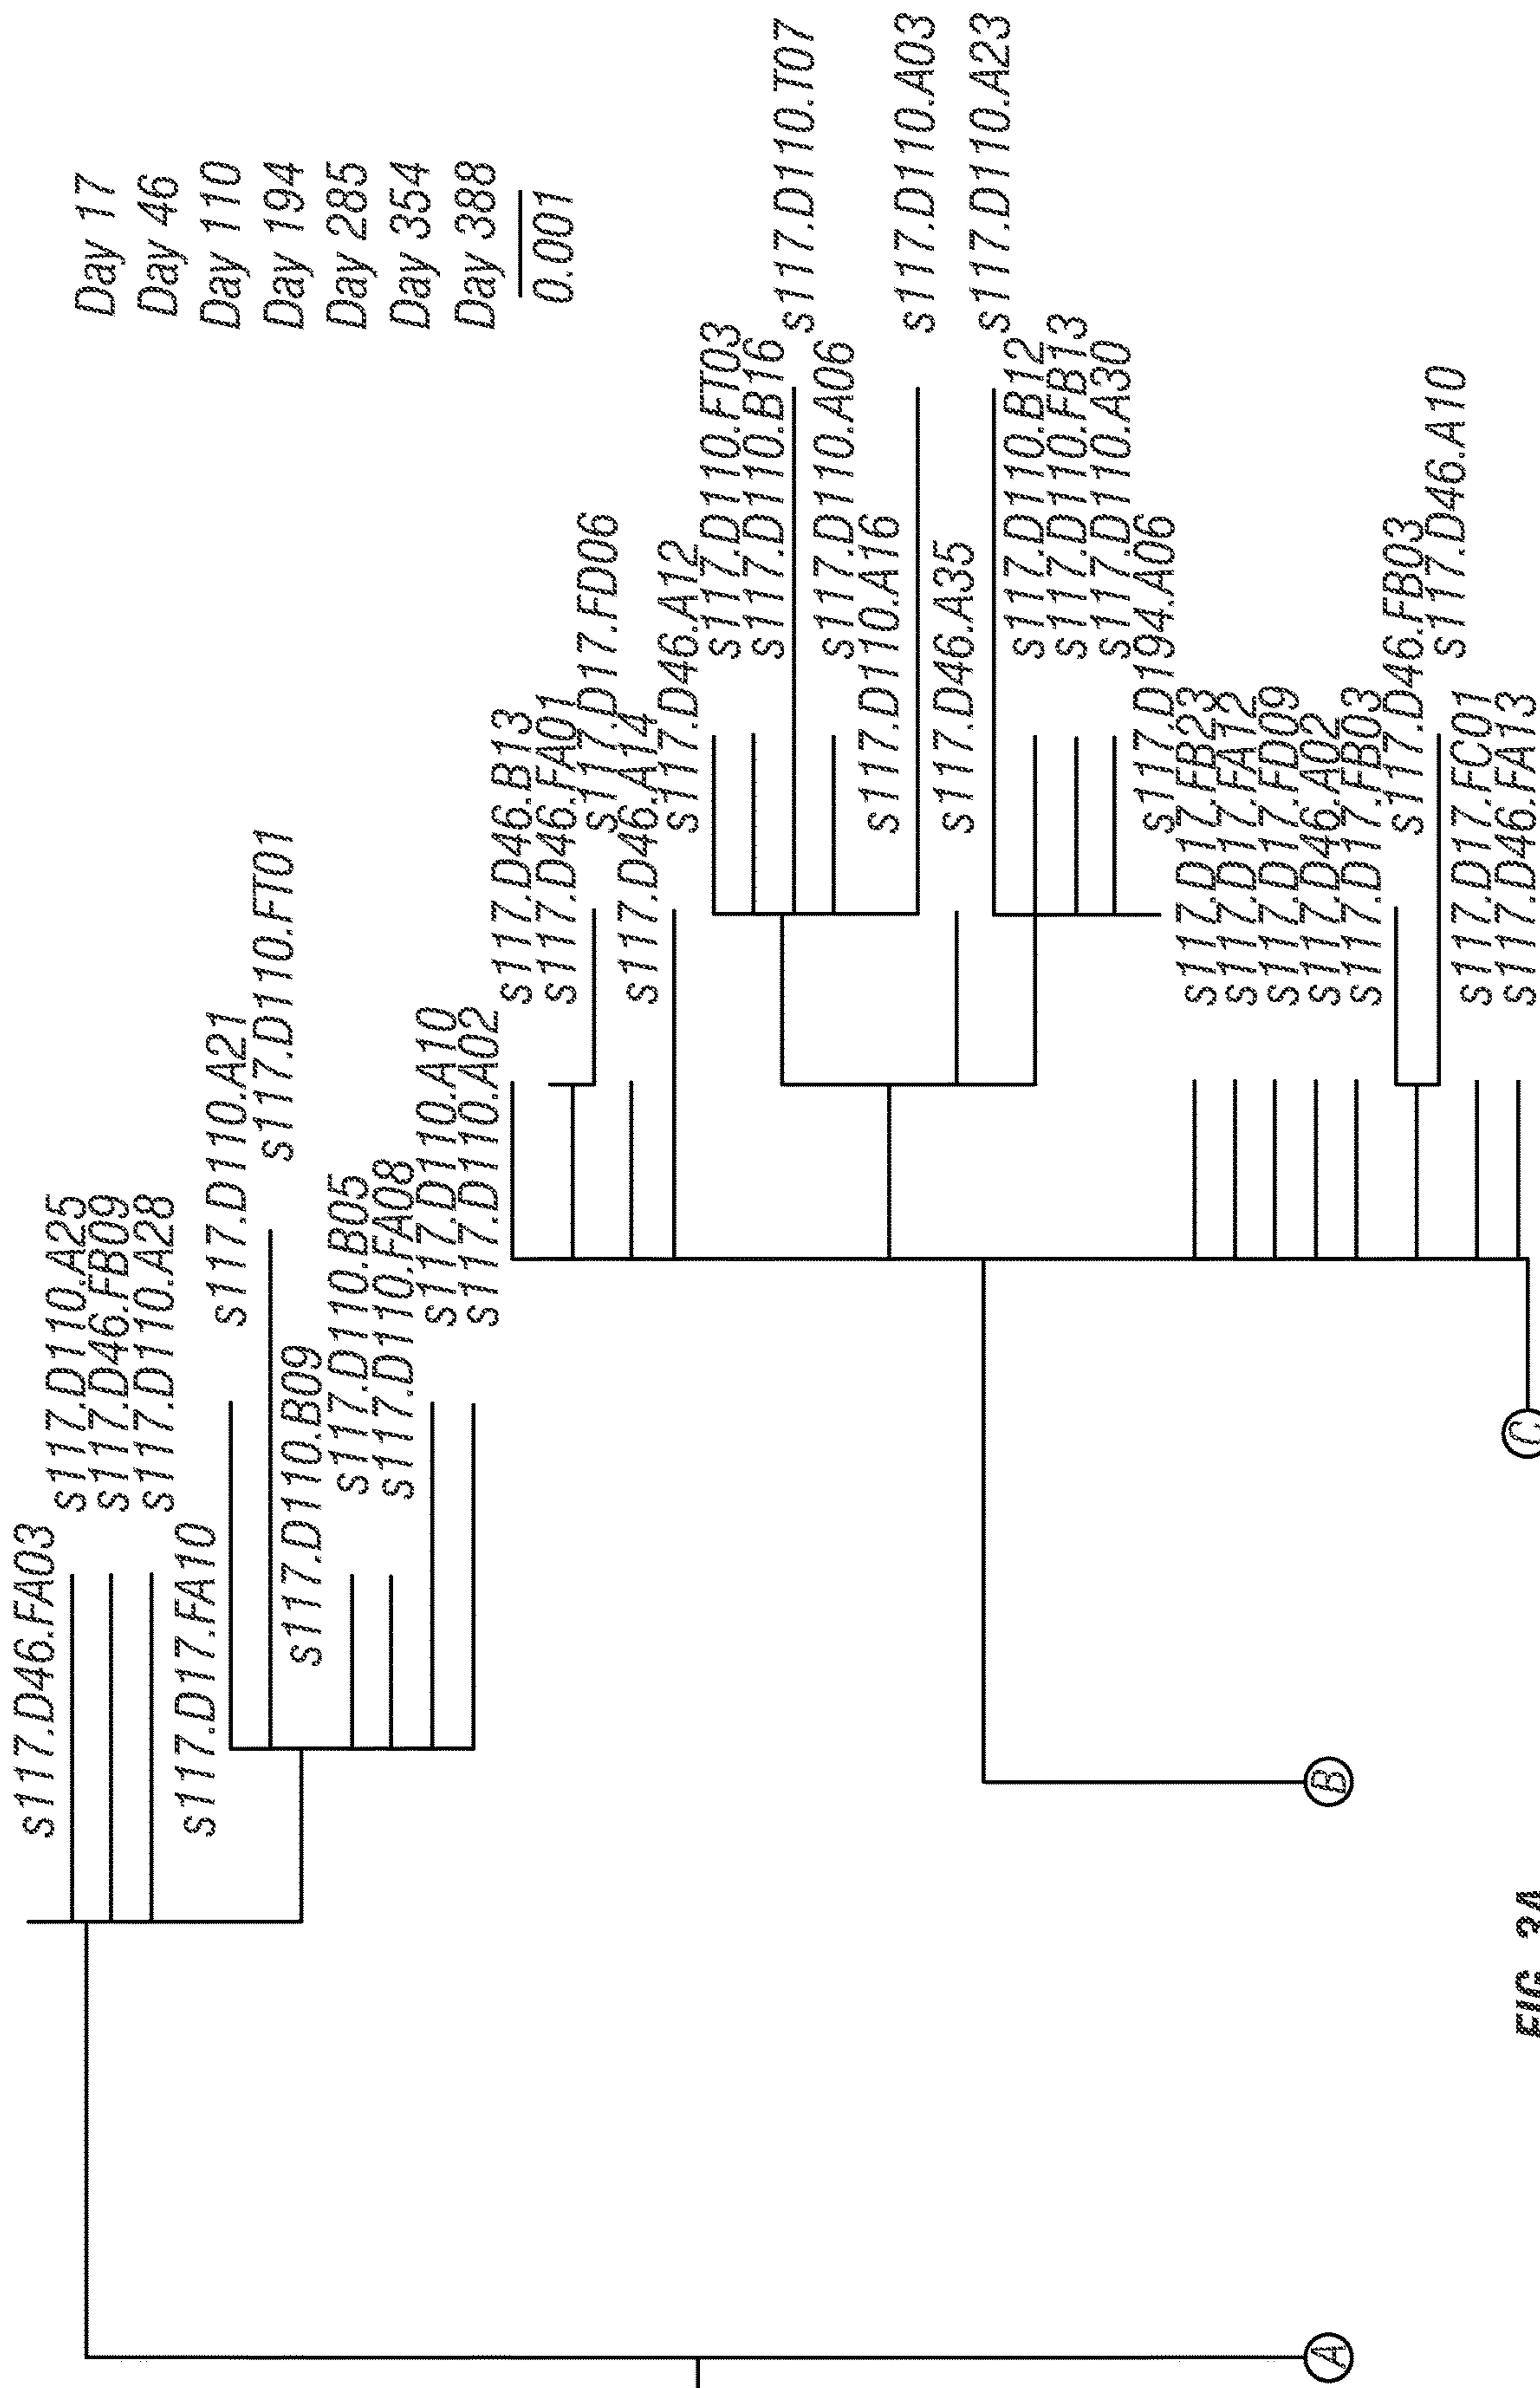 s117.D46.FA03
s117.D110.A25
s117.D46.FB09
s117.D110.A28
s117.D17.FA10
s117.D110.A21
s117.D110.FT01
s117.D110.B09
s117.D110.B05
s117.D110.FA08
s117.D110.A10
s117.D110.A02
s117.D46.B13
s117.D46.FA01
s117.D17.FD06
s117.D46.A14
s117.D46.A12
s117.D110.FT03
s117.D110.B16
s117.D110.T07
s117.D110.A06
s117.D110.A16
s117.D110.A03
s117.D46.A35
s117.D110.A23
s117.D110.B12
s117.D110.FB13
s117.D110.A30
s117.D194.A06
s117.D17.FB23
s117.D17.FA12
s117.D17.FD09
s117.D46.A02
s117.D17.FB03
s117.D46.FB03
s117.D46.A10
s117.D17.FC01
s117.D46.FA13
Day 17
Day 46
Day 110
Day 194
Day 285
Day 354
Day 388
0.001
A
B
C
FIG. 3A